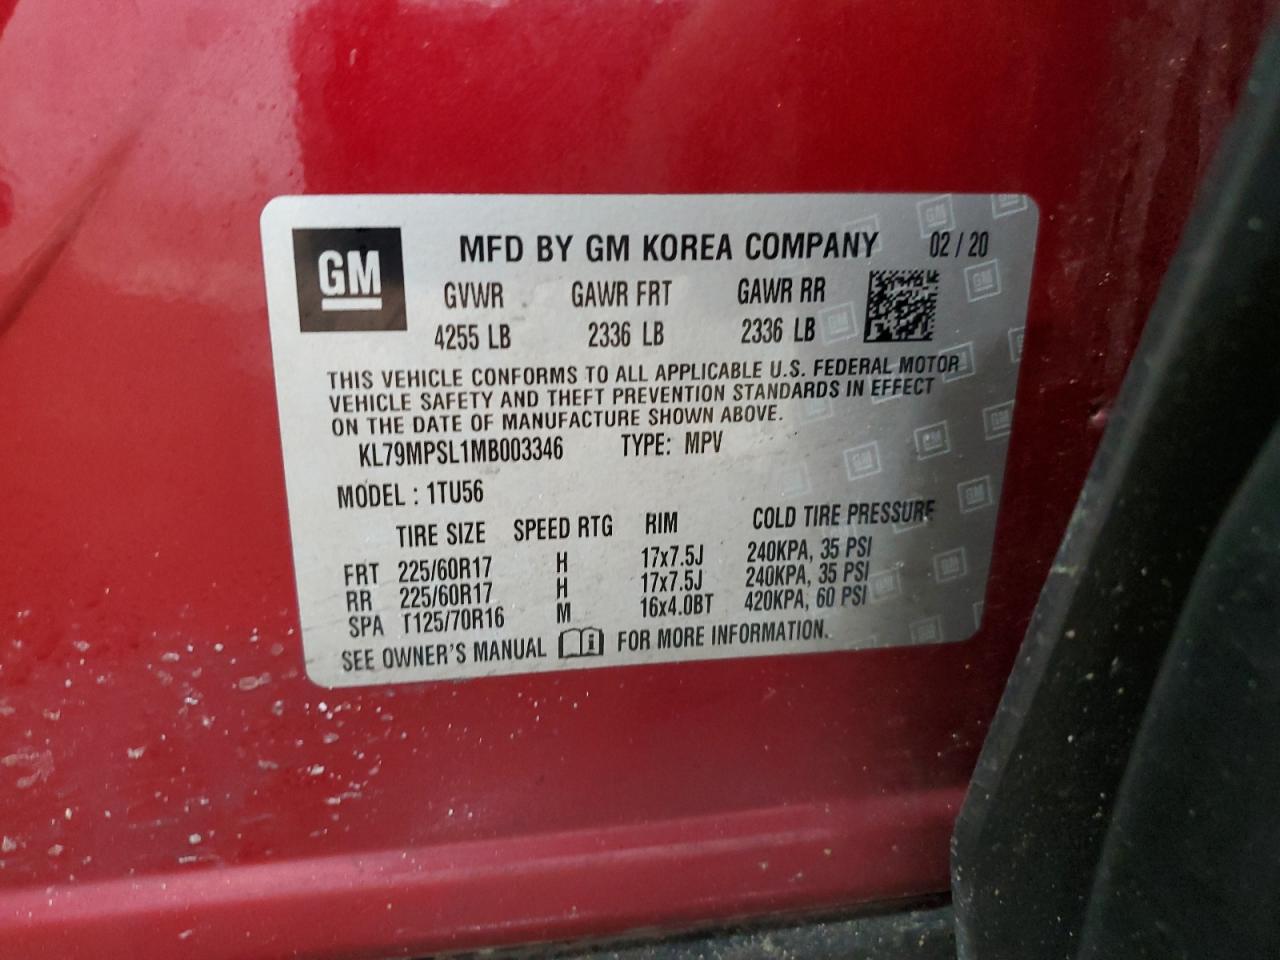 GM
MFD BY GM KOREA COMPANY 02 / 20
GVWR GAWR FRT GAWR RR
4255 LB 2336 LB 2336 LB
THIS VEHICLE CONFORMS TO ALL APPLICABLE U.S. FEDERAL MOTOR
VEHICLE SAFETY AND THEFT PREVENTION STANDARDS IN EFFECT
ON THE DATE OF MANUFACTURE SHOWN ABOVE.
KL79MPSL1MB003346 TYPE: MPV
MODEL : 1TU56
TIRE SIZE SPEED RTG RIM COLD TIRE PRESSURE
FRT 225/60R17 H 17x7.5J 240KPA, 35 PSI
RR 225/60R17 H 17x7.5J 240KPA, 35 PSI
SPA T125/70R16 M 16x4.0BT 420KPA, 60 PSI
SEE OWNER'S MANUAL FOR MORE INFORMATION.